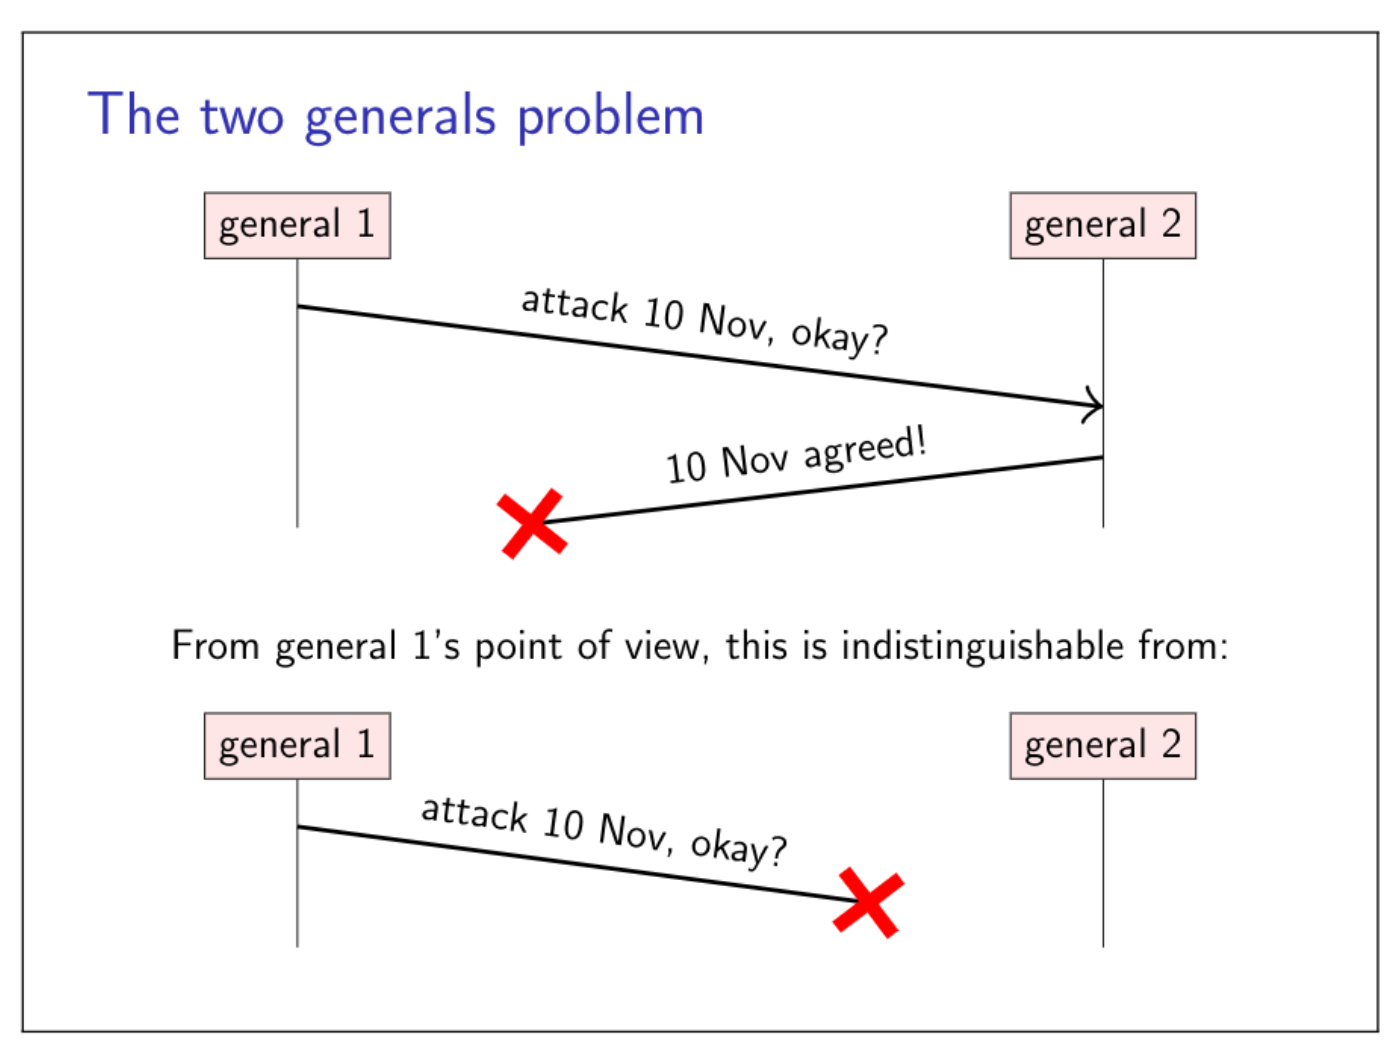 The two generals problem
general 1
general 2
attack 10 Nov, okay?
10 Nov agreed!
From general 1's point of view, this is indistinguishable from:
general 1
general 2
attack 10 Nov, okay?